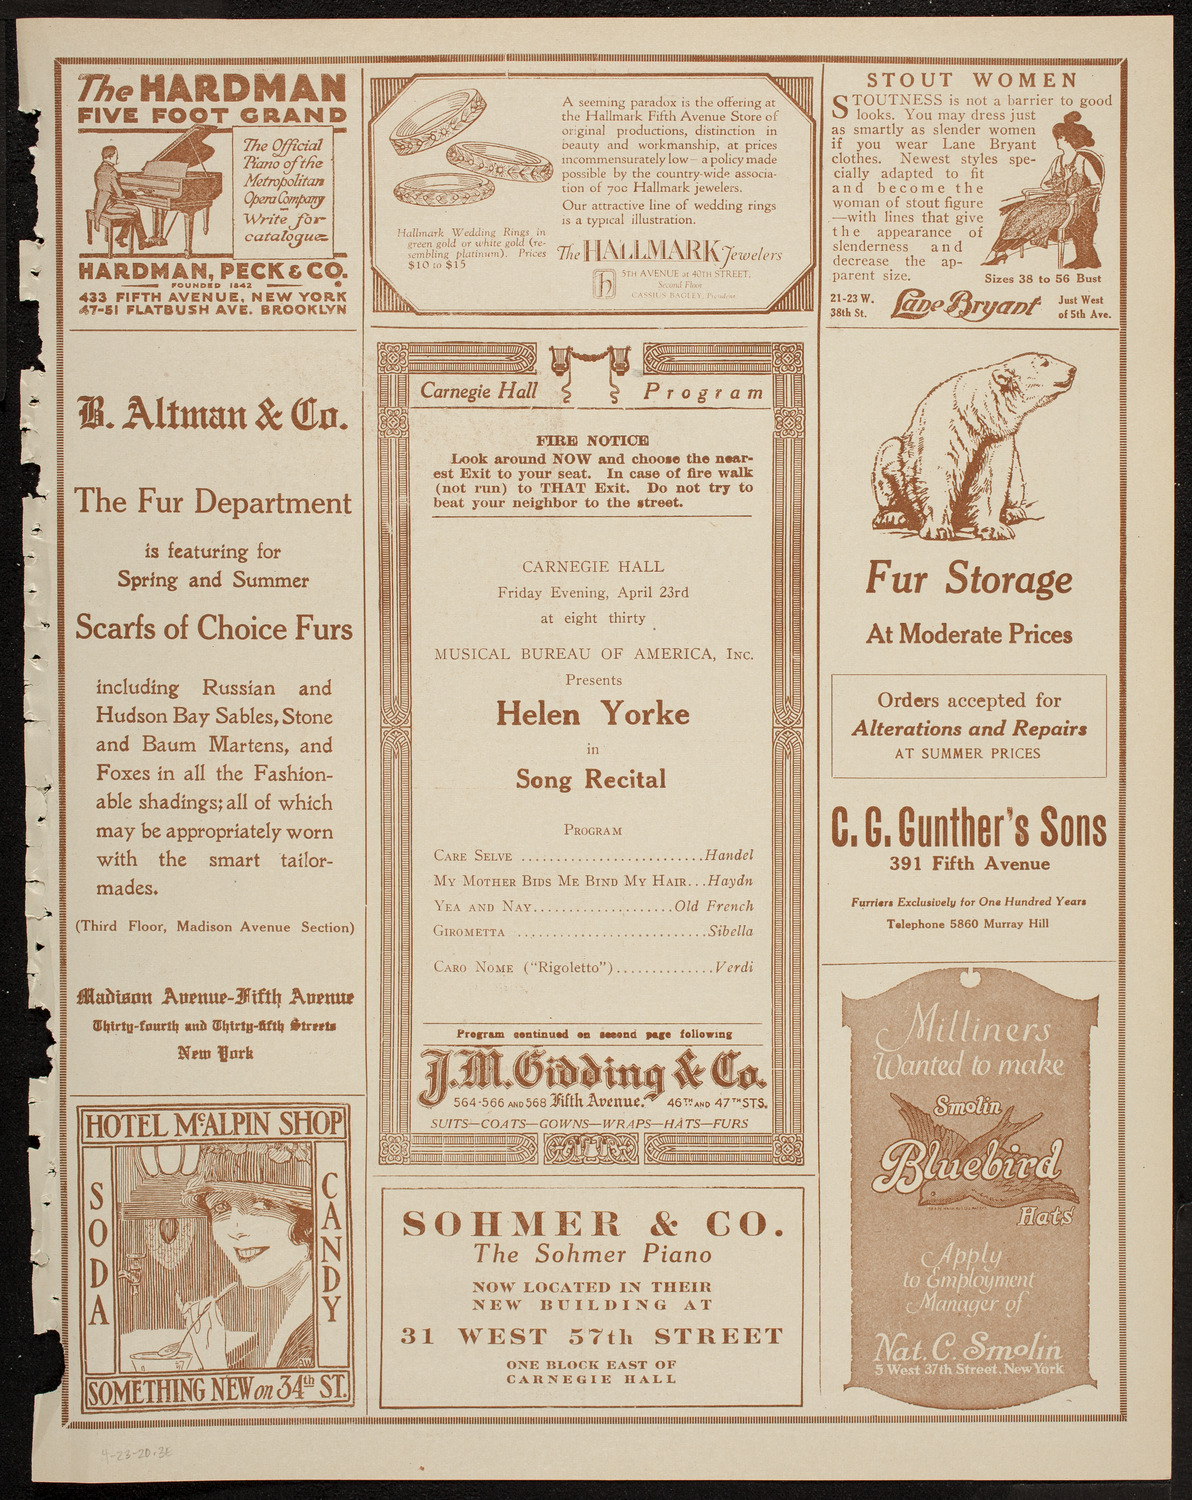 The HARDMAN
FIVE FOOT GRAND
The Official
Piano of the
Metropolitan
Opera Company
Write for
catalogue
HARDMAN, PECK & CO.
FOUNDED 1842
433 FIFTH AVENUE, NEW YORK
47-51 FLATBUSH AVE. BROOKLYN
B. Altman & Co.
The Fur Department
is featuring for
Spring and Summer
Scarfs of Choice Furs
including Russian and
Hudson Bay Sables, Stone
and Baum Martens, and
Foxes in all the Fashion-
able shadings; all of which
may be appropriately worn
with the smart tailor-
mades.
(Third Floor, Madison Avenue Section)
Madison Avenue-Fifth Avenue
Thirty-fourth and Thirty-fifth Streets
New York
HOTEL McALPIN SHOP
SODA
CANDY
SOMETHING NEW on 34th ST.
A seeming paradox is the offering at
the Hallmark Fifth Avenue Store of
original productions, distinction in
beauty and workmanship, at prices
incommensurately low—a policy made
possible by the country-wide associa-
tion of 700 Hallmark jewelers.
Our attractive line of wedding rings
is a typical illustration.
Hallmark Wedding Rings in
green gold or white gold (re-
sembling platinum). Prices
$10 to $15
The HALLMARK Jewelers
5TH AVENUE at 40TH STREET,
Second Floor
CASSIUS BAGLEY, President
Carnegie Hall Program
FIRE NOTICE
Look around NOW and choose the near-
est Exit to your seat. In case of fire walk
(not run) to THAT Exit. Do not try to
beat your neighbor to the street.
CARNEGIE HALL
Friday Evening, April 23rd
at eight thirty
MUSICAL BUREAU OF AMERICA, INC.
Presents
Helen Yorke
in
Song Recital
PROGRAM
CARE SELVE ..........................Handel
MY MOTHER BIDS ME BIND MY HAIR...Haydn
YEA AND NAY....................Old French
GIROMETTA ...........................Sibella
CARO NOME ("Rigoletto")..............Verdi
Program continued on second page following
J.M. Gidding & Co.
564-566 AND 568 Fifth Avenue. 46TH AND 47TH STS.
SUITS—COATS—GOWNS—WRAPS—HATS—FURS
SOHMER & CO.
The Sohmer Piano
NOW LOCATED IN THEIR
NEW BUILDING AT
31 WEST 57th STREET
ONE BLOCK EAST OF
CARNEGIE HALL
STOUT WOMEN
STOUTNESS is not a barrier to good
looks. You may dress just
as smartly as slender women
if you wear Lane Bryant
clothes. Newest styles spe-
cially adapted to fit
and become the
woman of stout figure
—with lines that give
the appearance of
slenderness and
decrease the ap-
parent size.
Sizes 38 to 56 Bust
21-23 W.
38th St.
Lane Bryant
Just West
of 5th Ave.
Fur Storage
At Moderate Prices
Orders accepted for
Alterations and Repairs
AT SUMMER PRICES
C. G. Gunther's Sons
391 Fifth Avenue
Furriers Exclusively for One Hundred Years
Telephone 5860 Murray Hill
Milliners
Wanted to make
Smolin
Bluebird
Hats
Apply
to Employment
Manager of
Nat. C. Smolin
5 West 37th Street, New York
4-23-20.3E